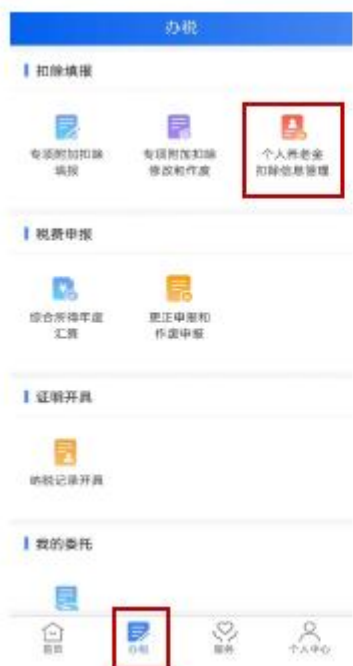 办税
扣除填报
专项附加扣除
填报
专项附加扣除
修改和作废
个人养老金
扣除信息管理
税费申报
综合所得年度
汇算
更正申报和
作废申报
证明开具
纳税记录开具
我的委托
首页
办税
服务
个人中心